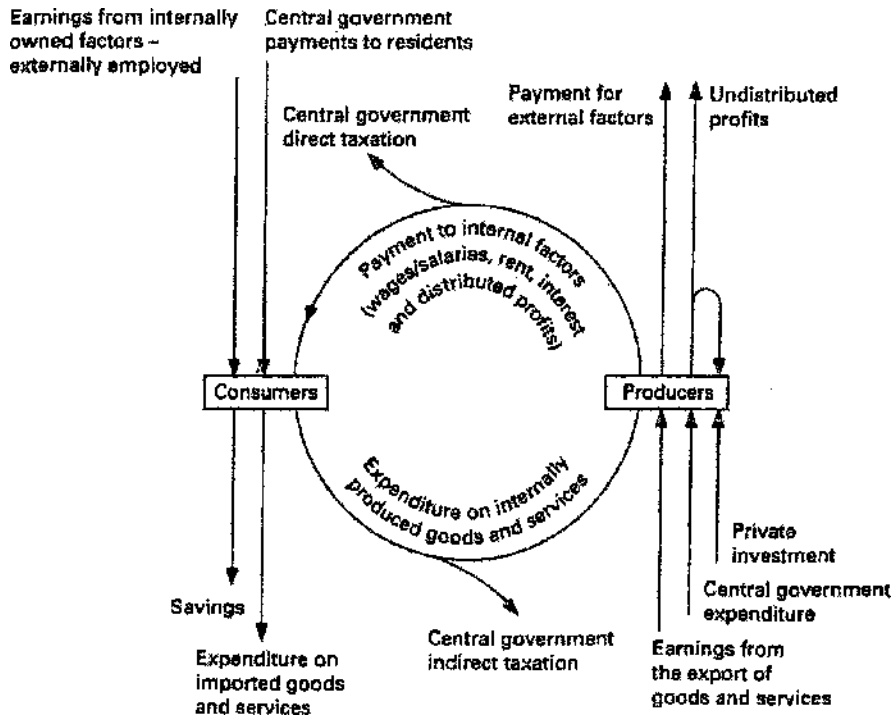 Earnings from internally
owned factors –
externally employed
Central government
payments to residents
Central government
direct taxation
Payment for
external factors
Undistributed
profits
Payment to internal factors
(wages/salaries, rent, interest
and distributed profits)
Consumers
Producers
Expenditure on internally
produced goods and services
Savings
Expenditure on
imported goods
and services
Central government
indirect taxation
Private
investment
Central government
expenditure
Earnings from
the export of
goods and services